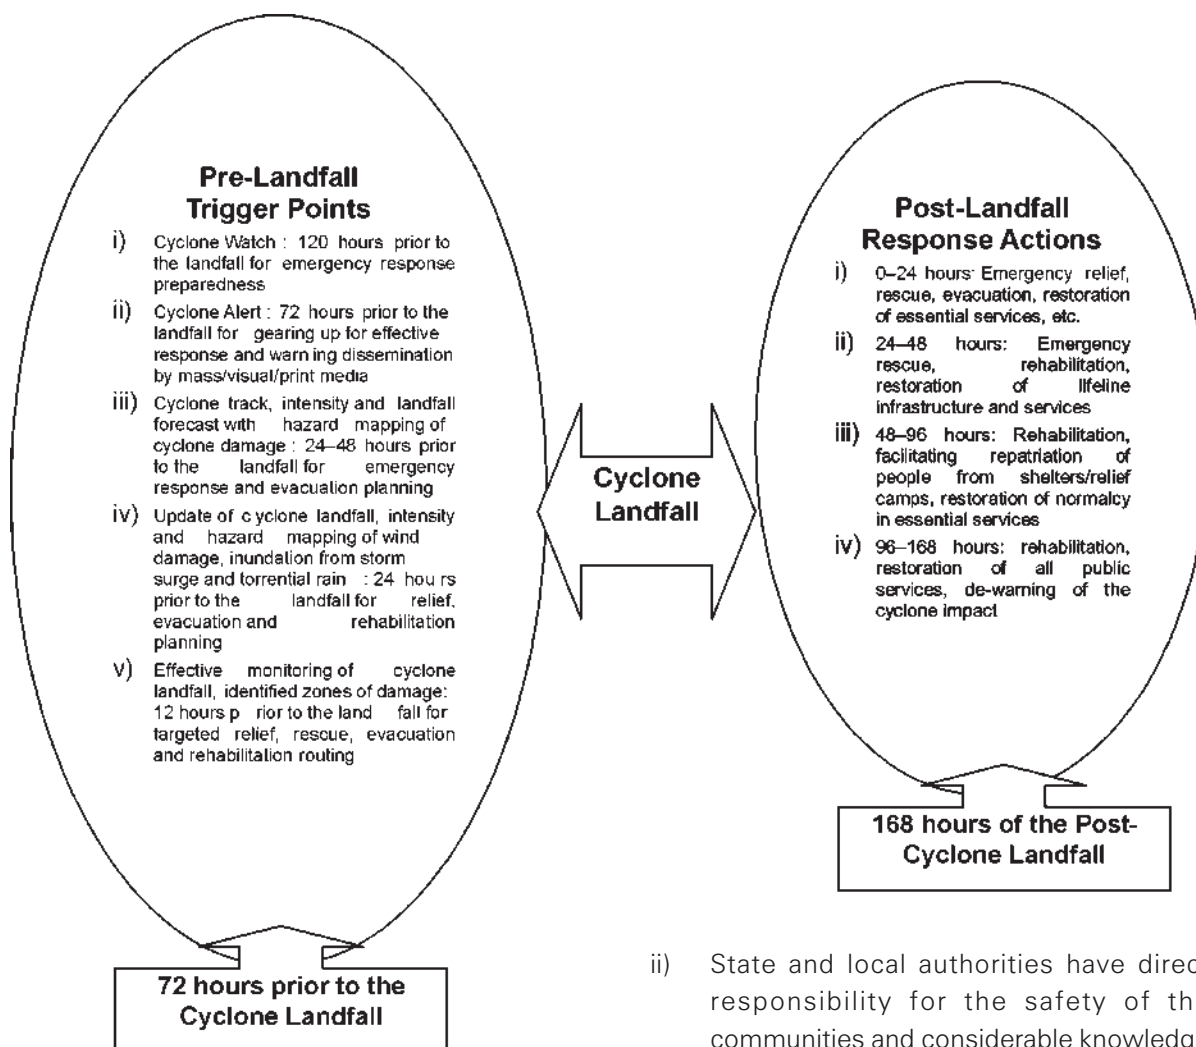 Pre-Landfall
Trigger Points
i) Cyclone Watch : 120 hours prior to
the landfall for emergency response
preparedness
ii) Cyclone Alert : 72 hours prior to the
landfall for gearing up for effective
response and warning dissemination
by mass/visual/print media
iii) Cyclone track, intensity and landfall
forecast with hazard mapping of
cyclone damage : 24–48 hours prior
to the landfall for emergency
response and evacuation planning
iv) Update of cyclone landfall, intensity
and hazard mapping of wind
damage, inundation from storm
surge and torrential rain : 24 hours
prior to the landfall for relief,
evacuation and rehabilitation
planning
v) Effective monitoring of cyclone
landfall, identified zones of damage:
12 hours prior to the land fall for
targeted relief, rescue, evacuation
and rehabilitation routing
72 hours prior to the
Cyclone Landfall
Cyclone
Landfall
Post-Landfall
Response Actions
i) 0–24 hours: Emergency relief,
rescue, evacuation, restoration
of essential services, etc.
ii) 24–48 hours: Emergency
rescue, rehabilitation,
restoration of lifeline
infrastructure and services
iii) 48–96 hours: Rehabilitation,
facilitating repatriation of
people from shelters/relief
camps, restoration of normalcy
in essential services
iv) 96–168 hours: rehabilitation,
restoration of all public
services, de-warning of the
cyclone impact
168 hours of the Post-
Cyclone Landfall
ii) State and local authorities have direc
responsibility for the safety of th
communities and considerable knowledg